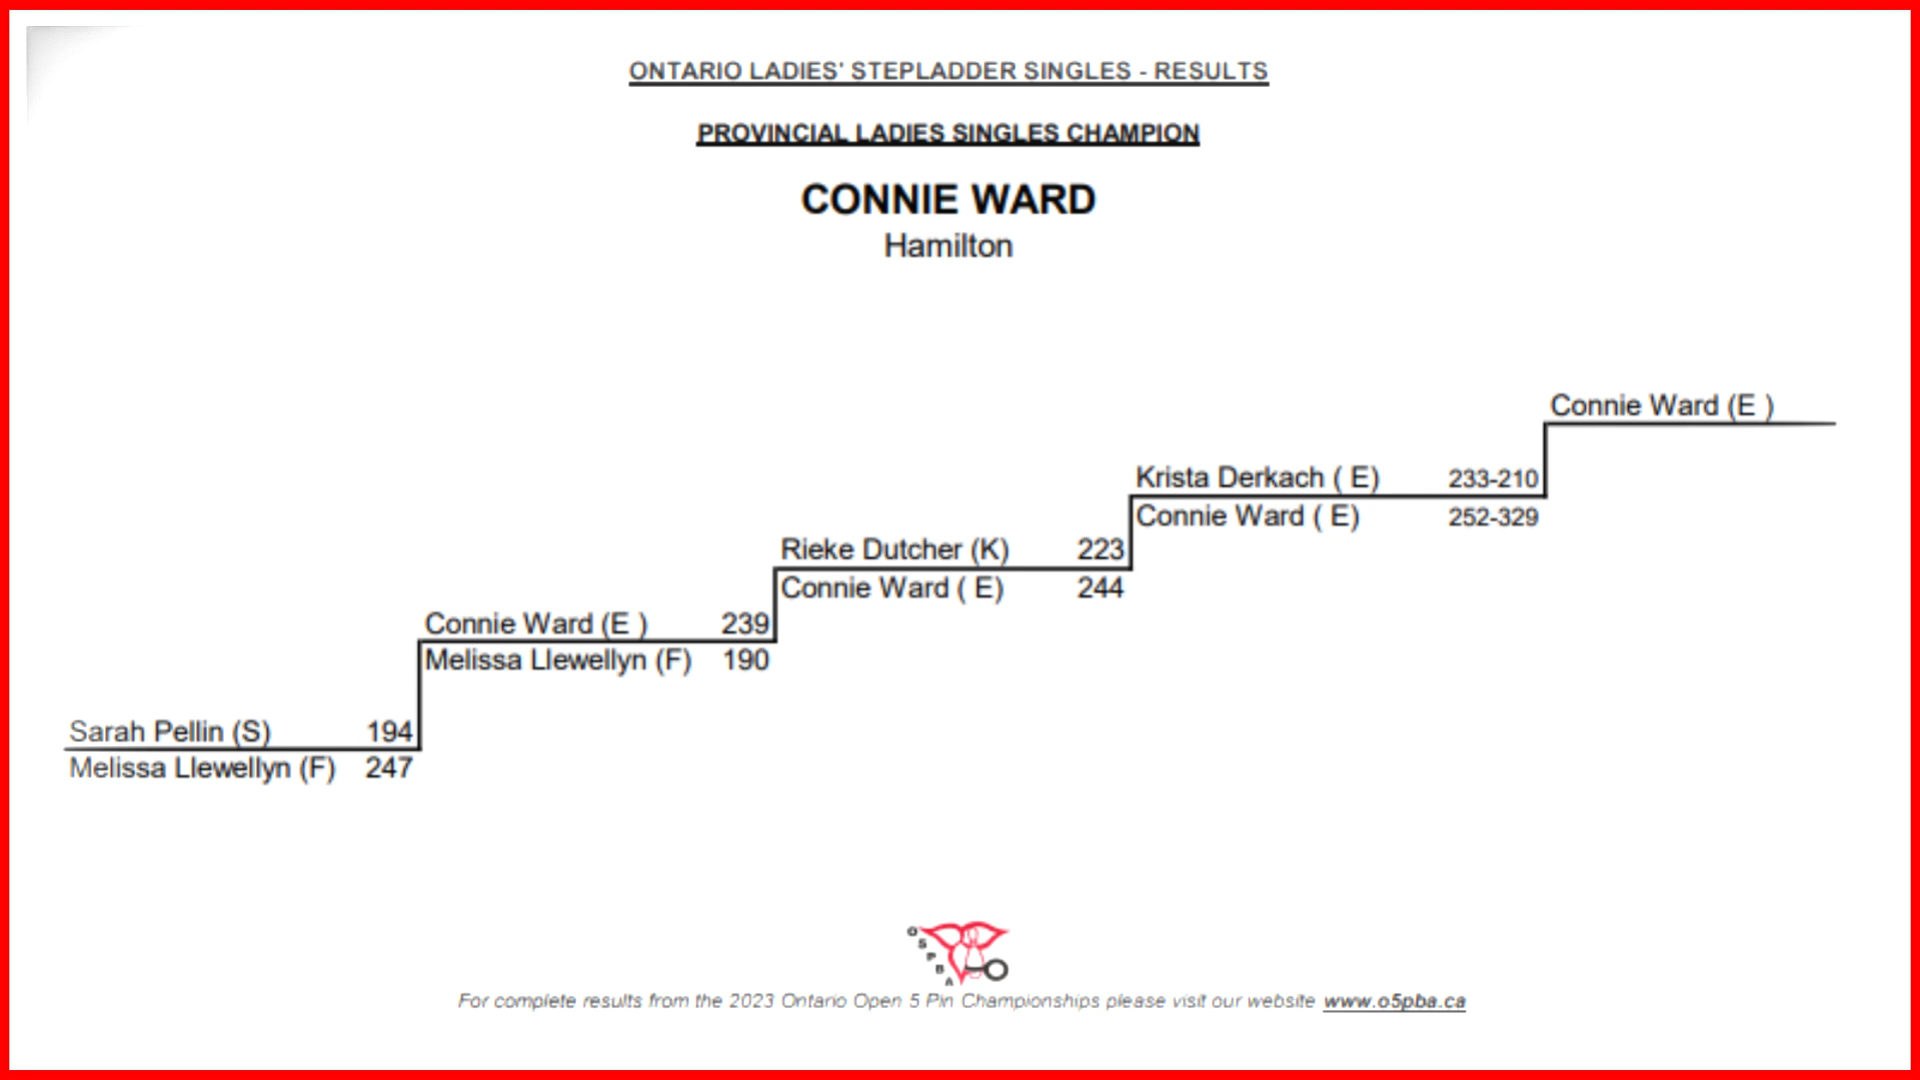 ONTARIO LADIES' STEPLADDER SINGLES - RESULTS
PROVINCIAL LADIES SINGLES CHAMPION
CONNIE WARD
Hamilton
Connie Ward (E )
Krista Derkach ( E) 233-210
Connie Ward ( E) 252-329
Rieke Dutcher (K) 223
Connie Ward ( E) 244
Connie Ward (E ) 239
Melissa Llewellyn (F) 190
Sarah Pellin (S) 194
Melissa Llewellyn (F) 247
O5PBA
For complete results from the 2023 Ontario Open 5 Pin Championships please visit our website www.o5pba.ca